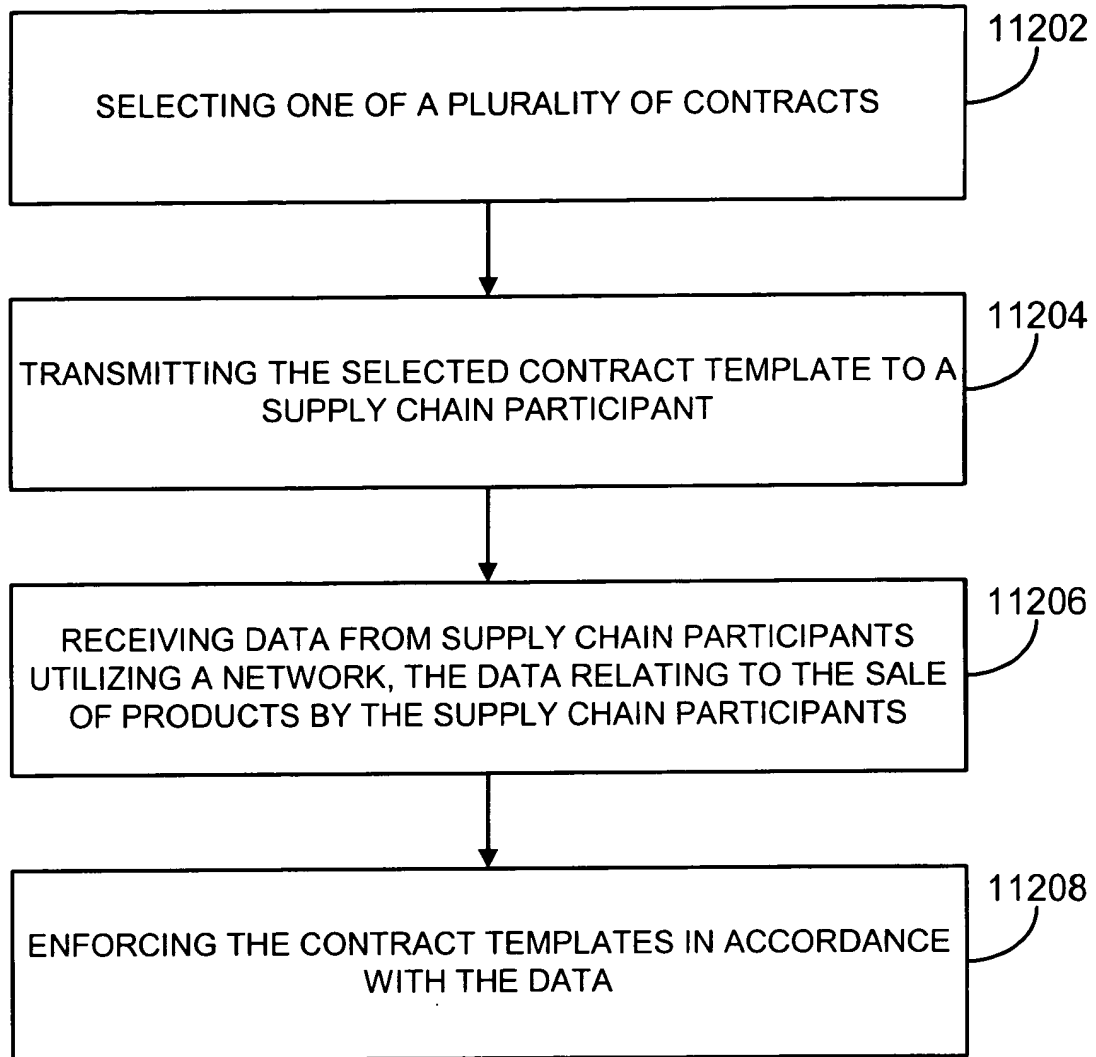 11202
SELECTING ONE OF A PLURALITY OF CONTRACTS
11204
TRANSMITTING THE SELECTED CONTRACT TEMPLATE TO A
SUPPLY CHAIN PARTICIPANT
11206
RECEIVING DATA FROM SUPPLY CHAIN PARTICIPANTS
UTILIZING A NETWORK, THE DATA RELATING TO THE SALE
OF PRODUCTS BY THE SUPPLY CHAIN PARTICIPANTS
11208
ENFORCING THE CONTRACT TEMPLATES IN ACCORDANCE
WITH THE DATA